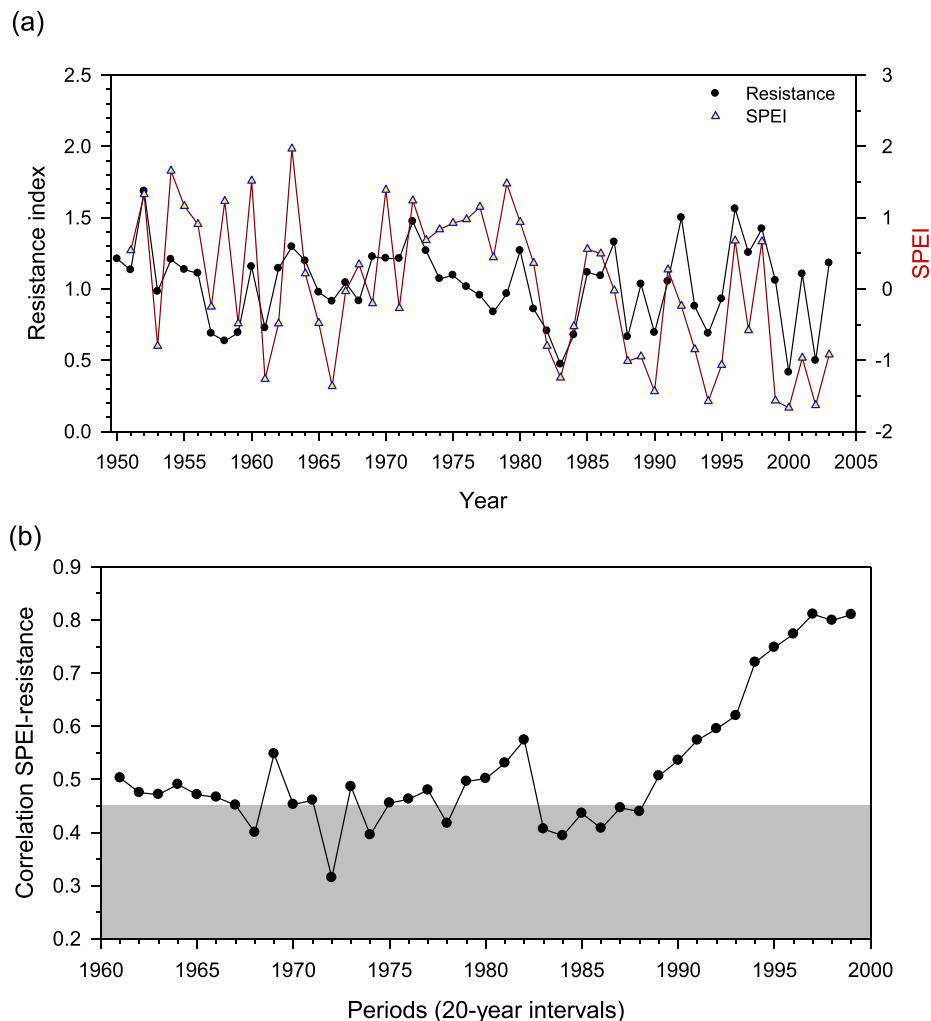 (a)
2.5
2.0
1.5
1.0
0.5
0.0
Resistance index
3
2
1
0
-1
-2
SPEI
Resistance
SPEI
1950 1955 1960 1965 1970 1975 1980 1985 1990 1995 2000 2005
Year
(b)
0.9
0.8
0.7
0.6
0.5
0.4
0.3
0.2
Correlation SPEI-resistance
1960 1965 1970 1975 1980 1985 1990 1995 2000
Periods (20-year intervals)